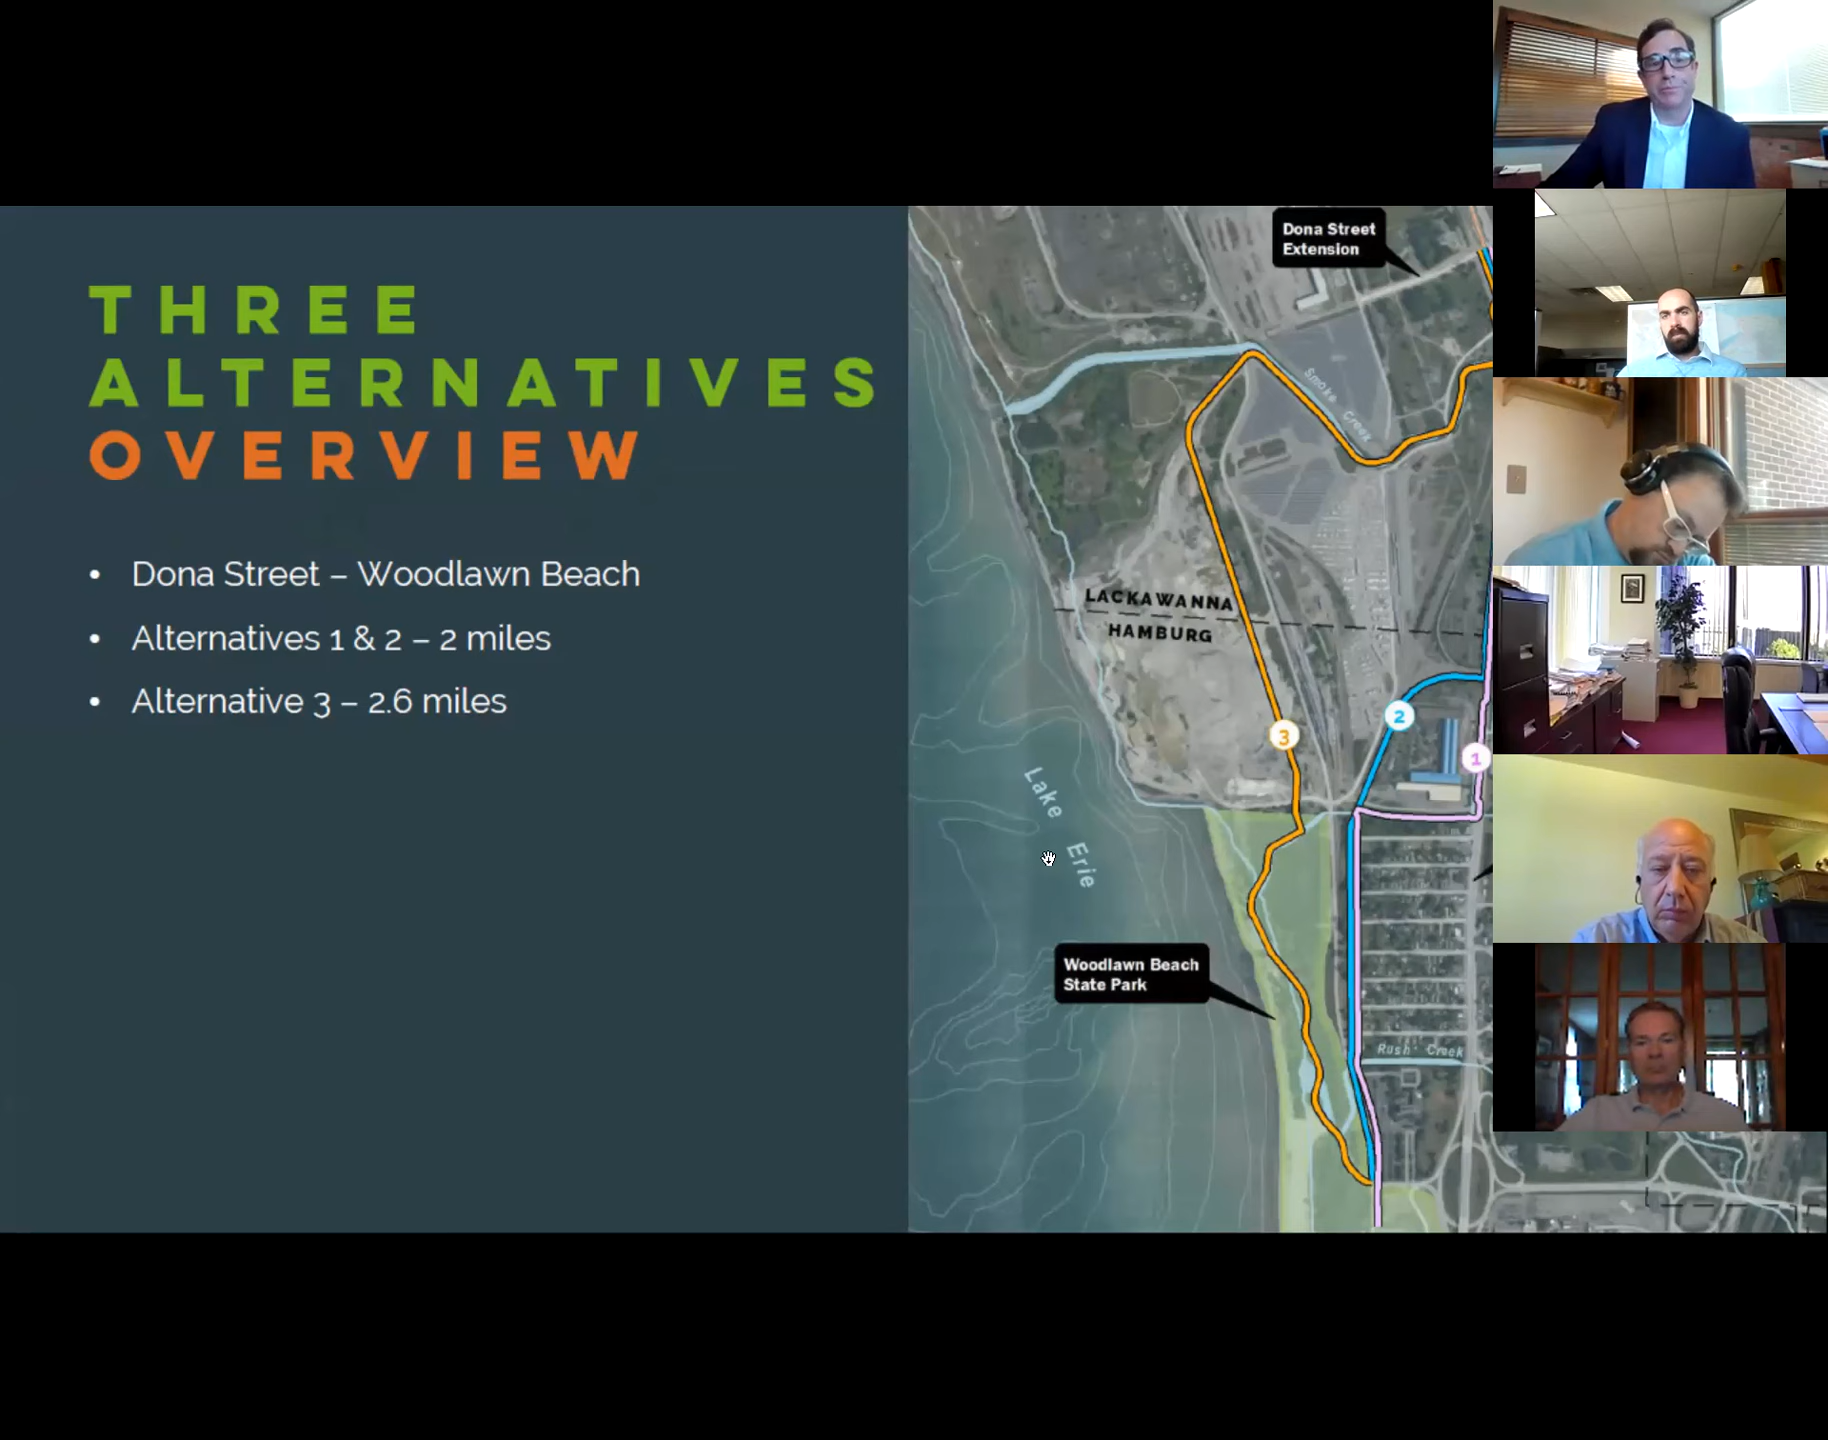 THREE
ALTERNATIVES
OVERVIEW
• Dona Street – Woodlawn Beach
• Alternatives 1 & 2 – 2 miles
• Alternative 3 – 2.6 miles
Dona Street
Extension
Smoke Creek
LACKAWANNA
HAMBURG
2
3
1
Lake Erie
Woodlawn Beach
State Park
Rush Creek